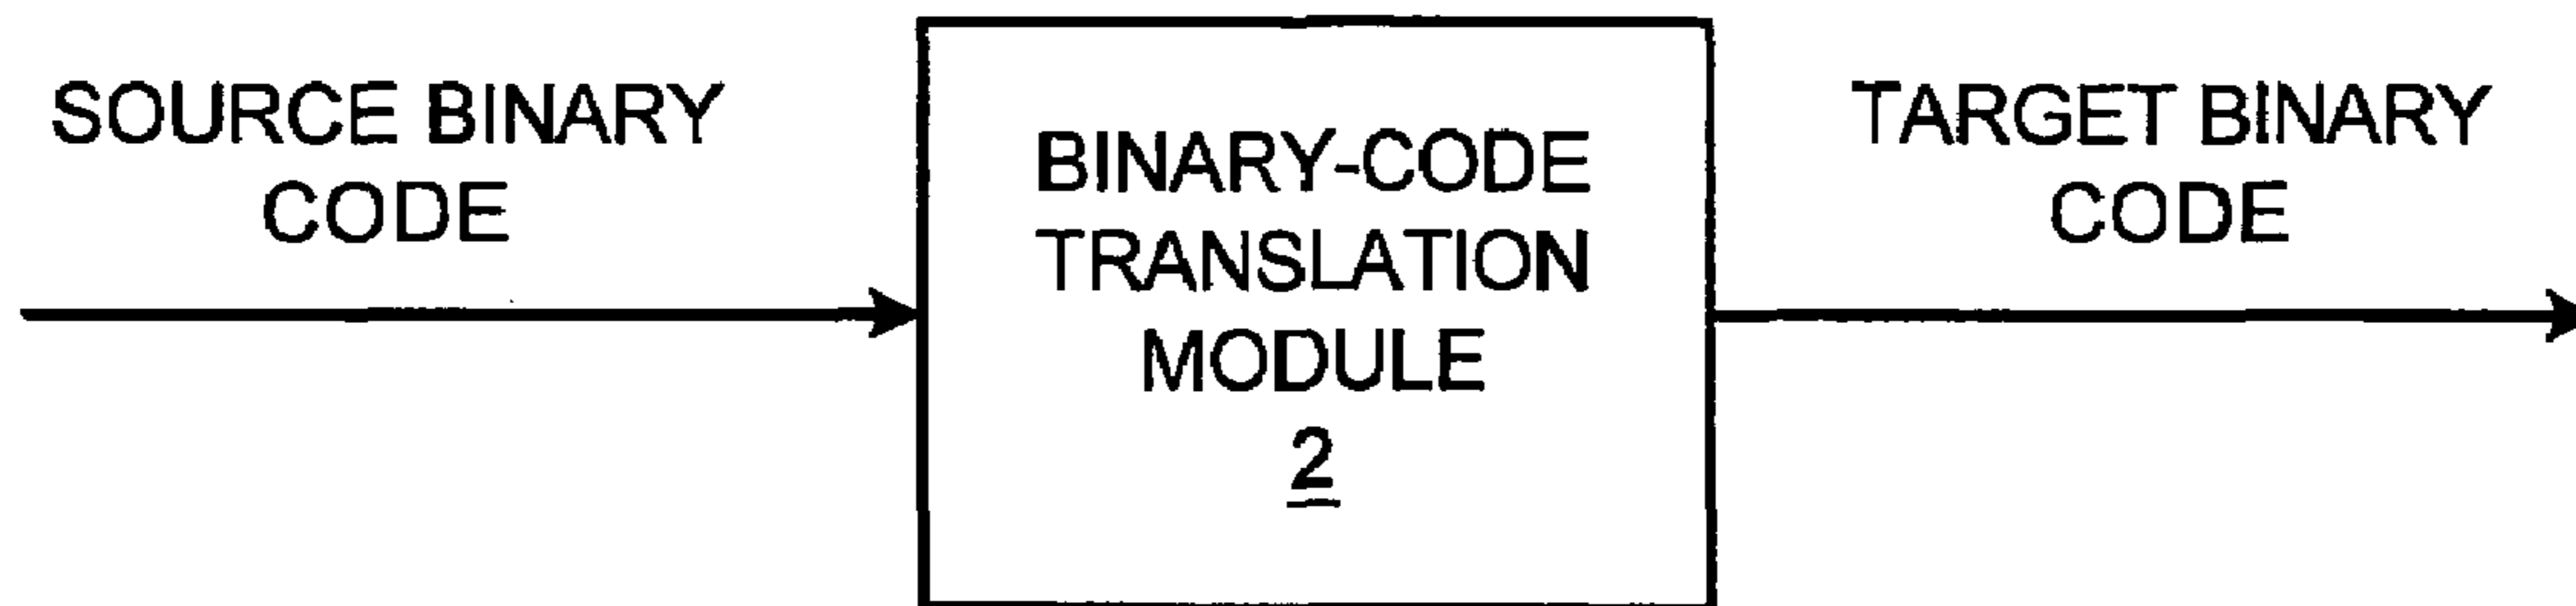 SOURCE BINARY
CODE
BINARY-CODE
TRANSLATION
MODULE
2
TARGET BINARY
CODE